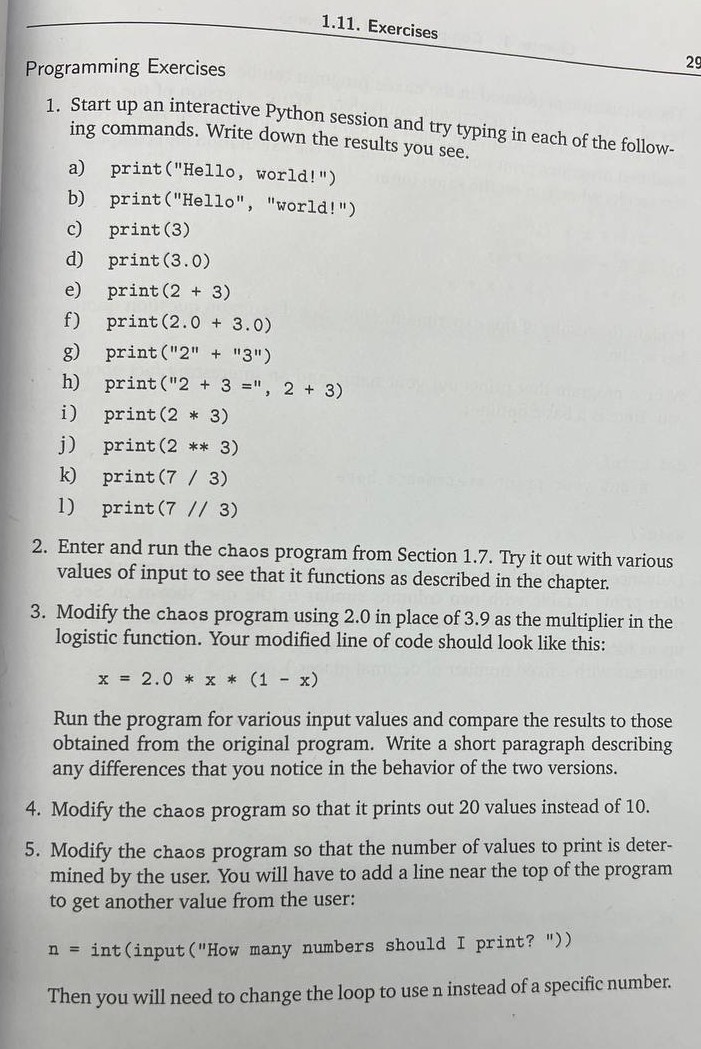 1.11. Exercises
29
Programming Exercises
1. Start up an interactive Python session and try typing in each of the follow-
ing commands. Write down the results you see.
a) print("Hello, world!")
b) print("Hello", "world!")
c) print(3)
d) print(3.0)
e) print(2 + 3)
f) print(2.0 + 3.0)
g) print("2" + "3")
h) print("2 + 3 =", 2 + 3)
i) print(2 * 3)
j) print(2 ** 3)
k) print(7 / 3)
l) print(7 // 3)
2. Enter and run the chaos program from Section 1.7. Try it out with various
values of input to see that it functions as described in the chapter.
3. Modify the chaos program using 2.0 in place of 3.9 as the multiplier in the
logistic function. Your modified line of code should look like this:
x = 2.0 * x * (1 - x)
Run the program for various input values and compare the results to those
obtained from the original program. Write a short paragraph describing
any differences that you notice in the behavior of the two versions.
4. Modify the chaos program so that it prints out 20 values instead of 10.
5. Modify the chaos program so that the number of values to print is deter-
mined by the user. You will have to add a line near the top of the program
to get another value from the user:
n = int(input("How many numbers should I print? "))
Then you will need to change the loop to use n instead of a specific number.